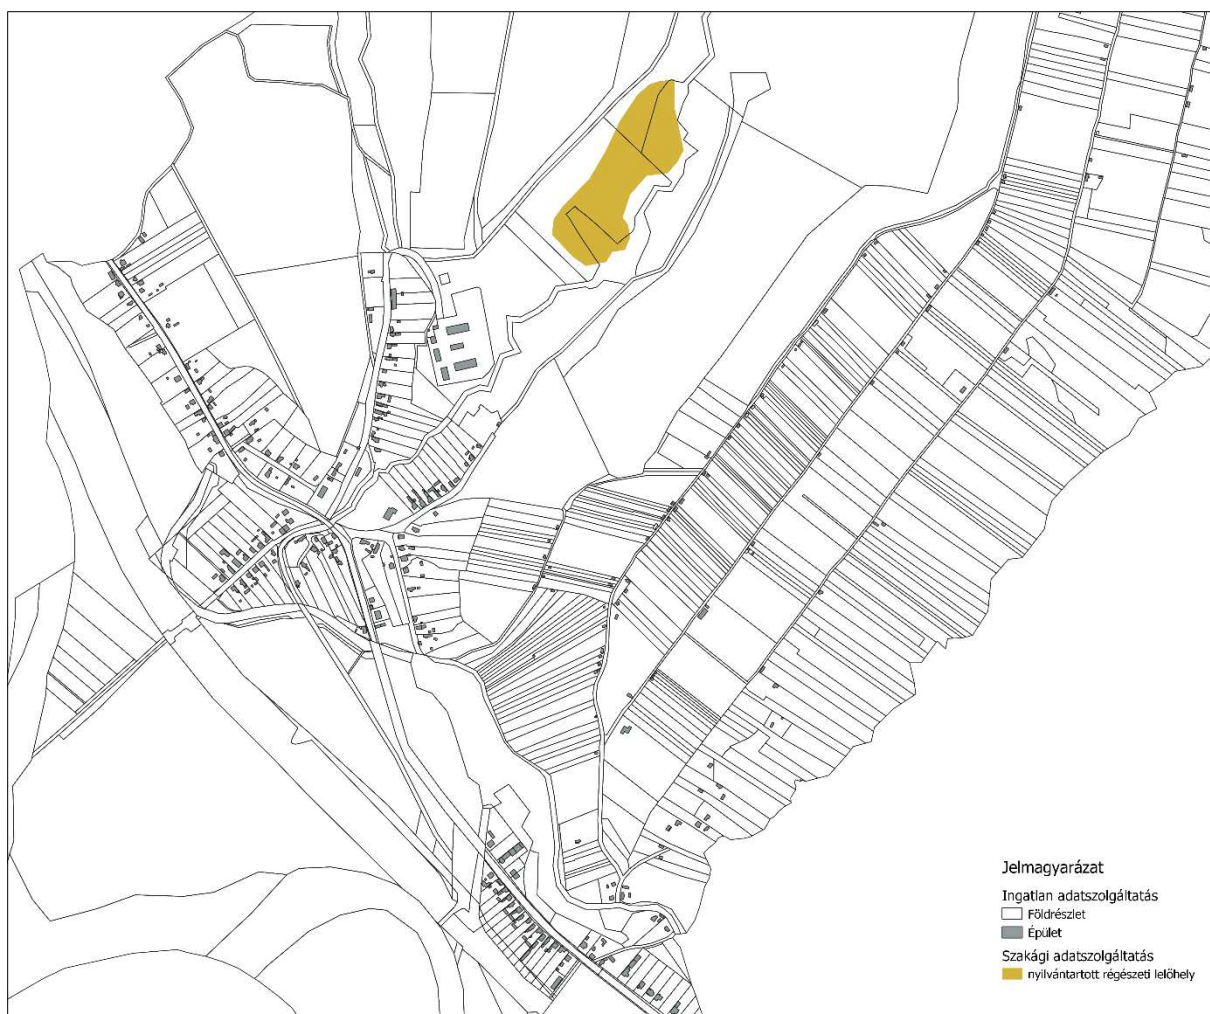 Jelmagyarázat
Ingatlan adatszolgáltatás
Földrészlet
Épület
Szakági adatszolgáltatás
nyilvántartott régészeti lelőhely